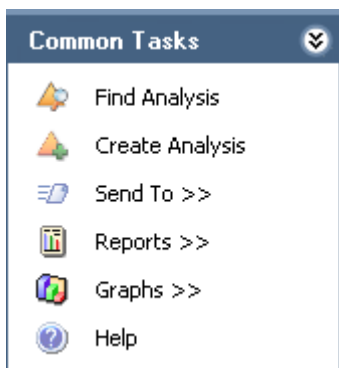 Common Tasks
Find Analysis
Create Analysis
Send To >>
Reports >>
Graphs >>
Help